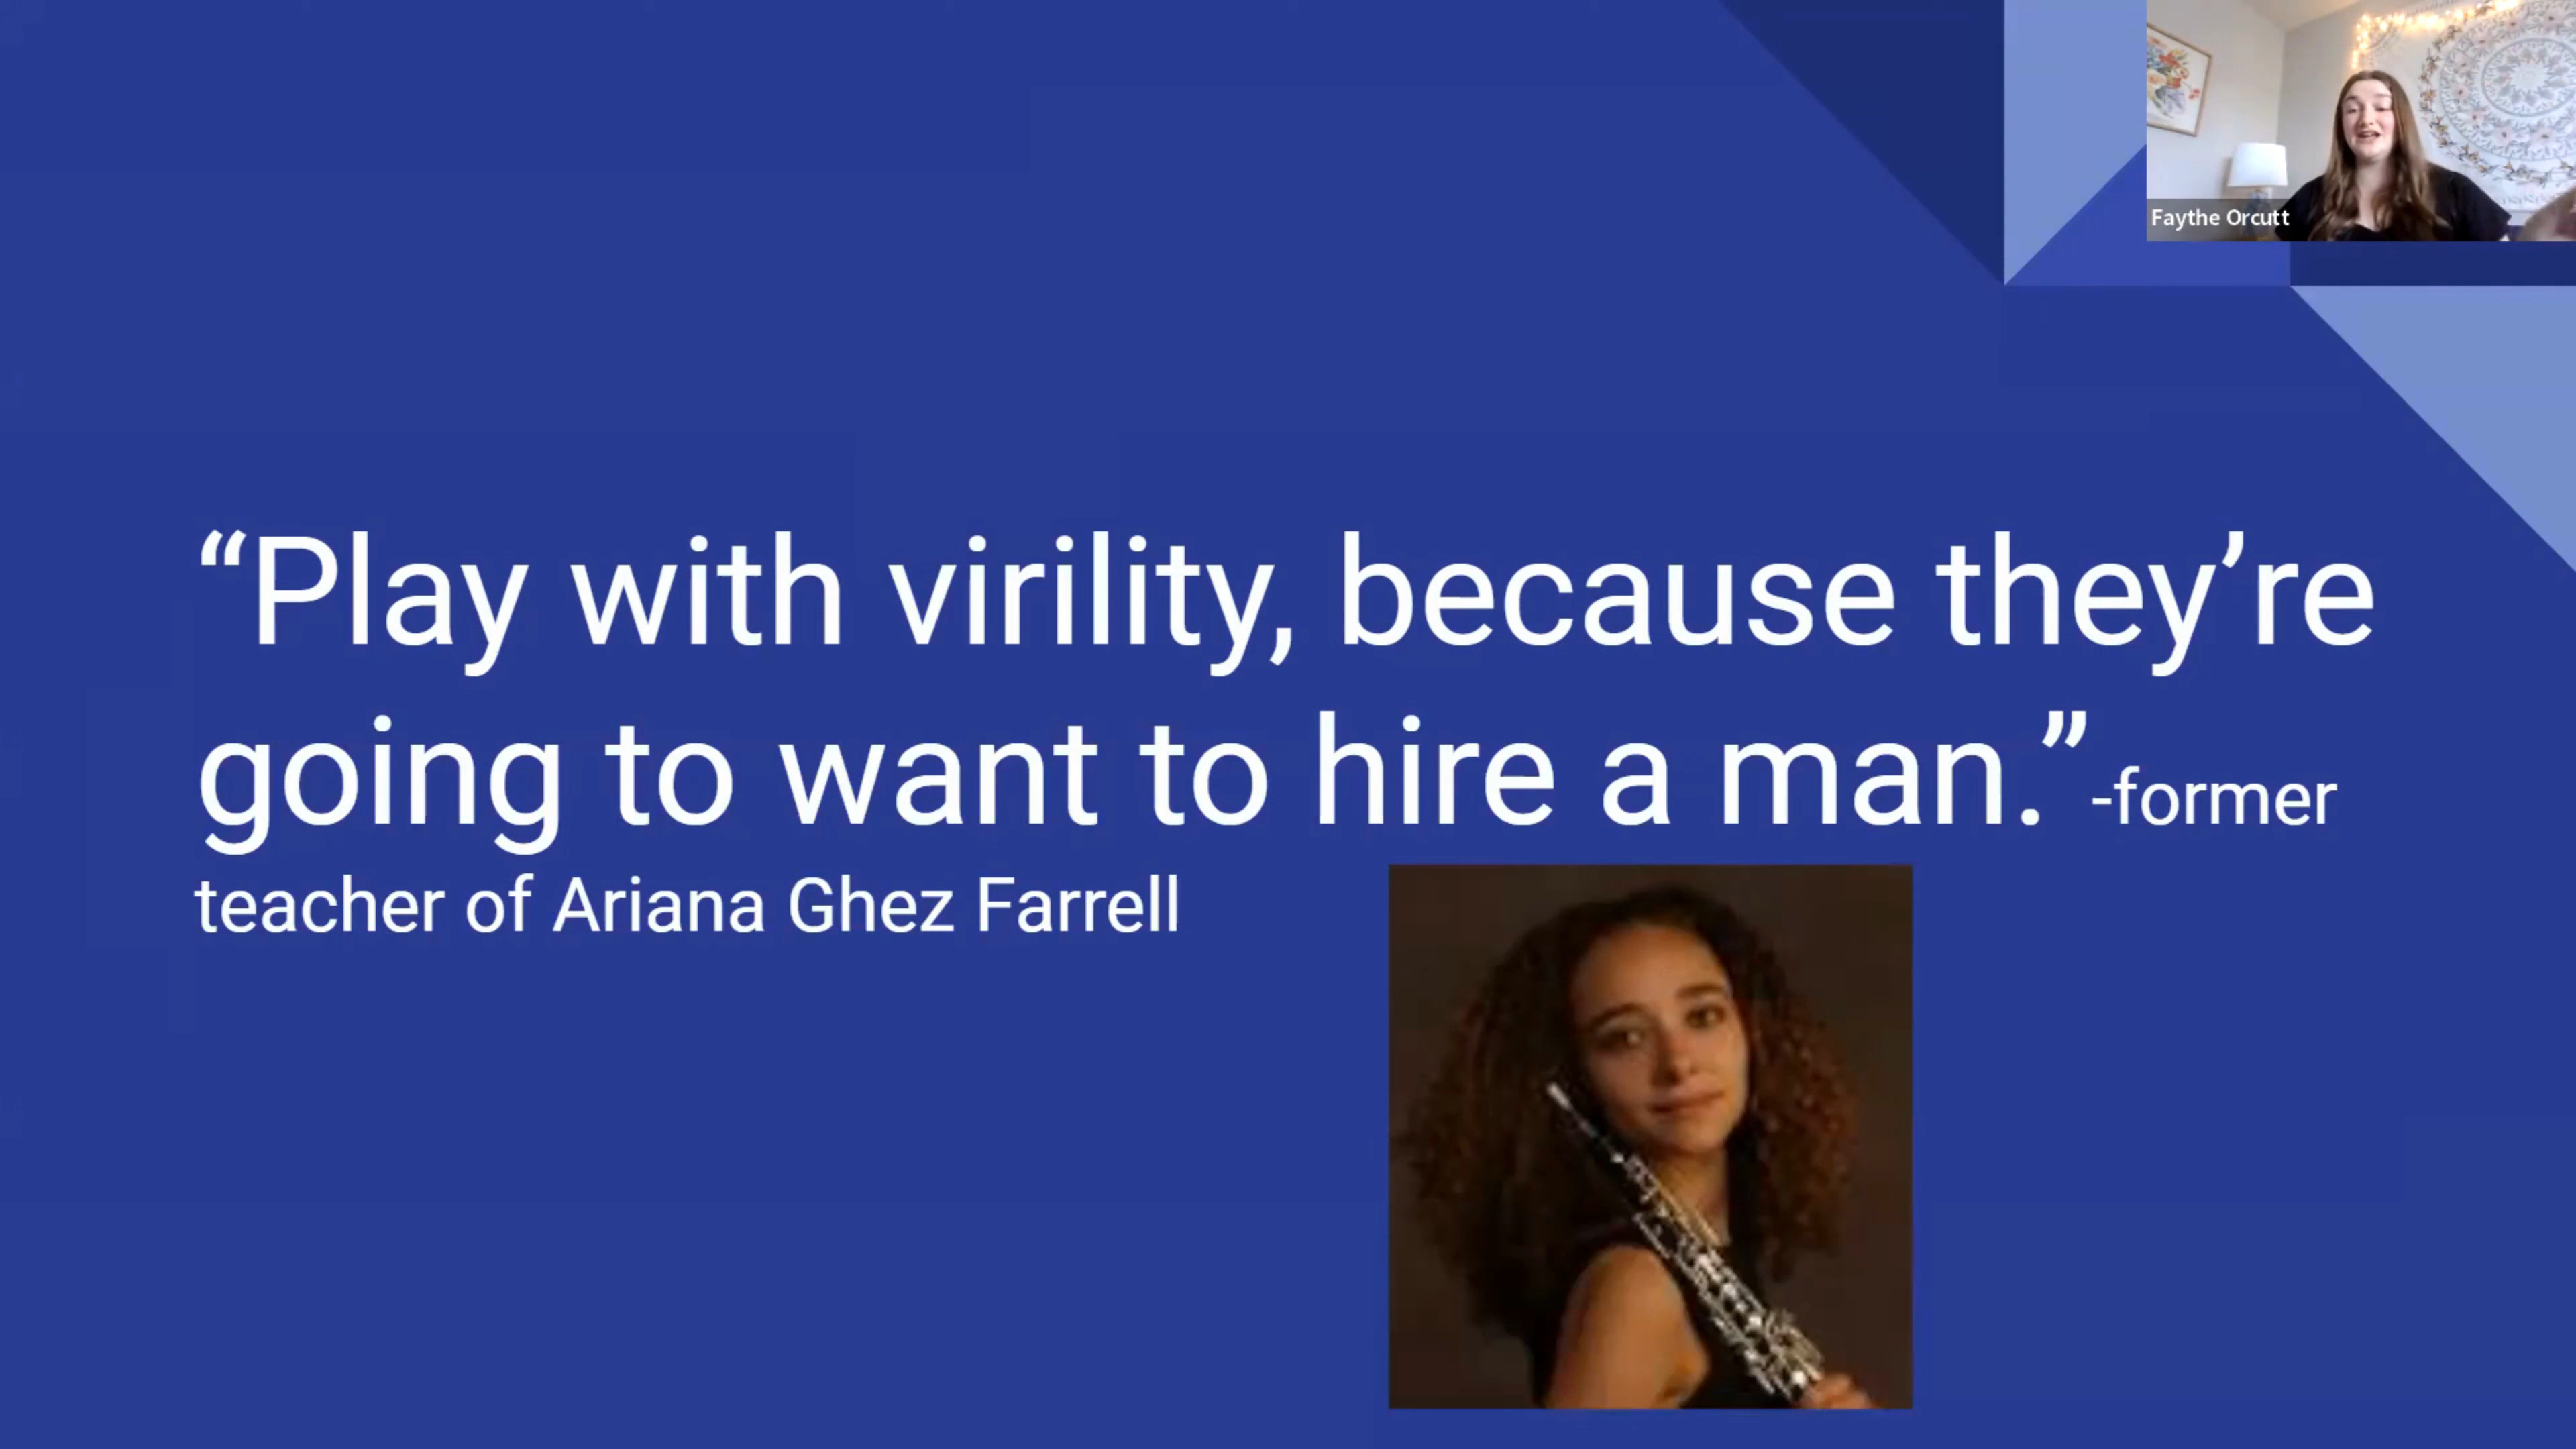 Faythe Orcutt
“Play with virility, because they’re
going to want to hire a man.” -former
teacher of Ariana Ghez Farrell